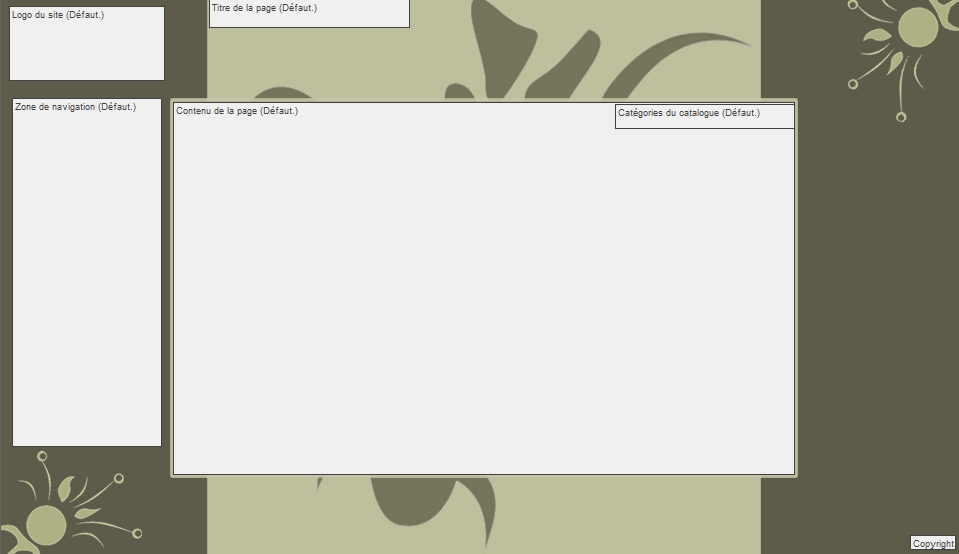 Logo du site (Défaut.)
Titre de la page (Défaut.)
Zone de navigation (Défaut.)
Contenu de la page (Défaut.)
Catégories du catalogue (Défaut.)
Copyright